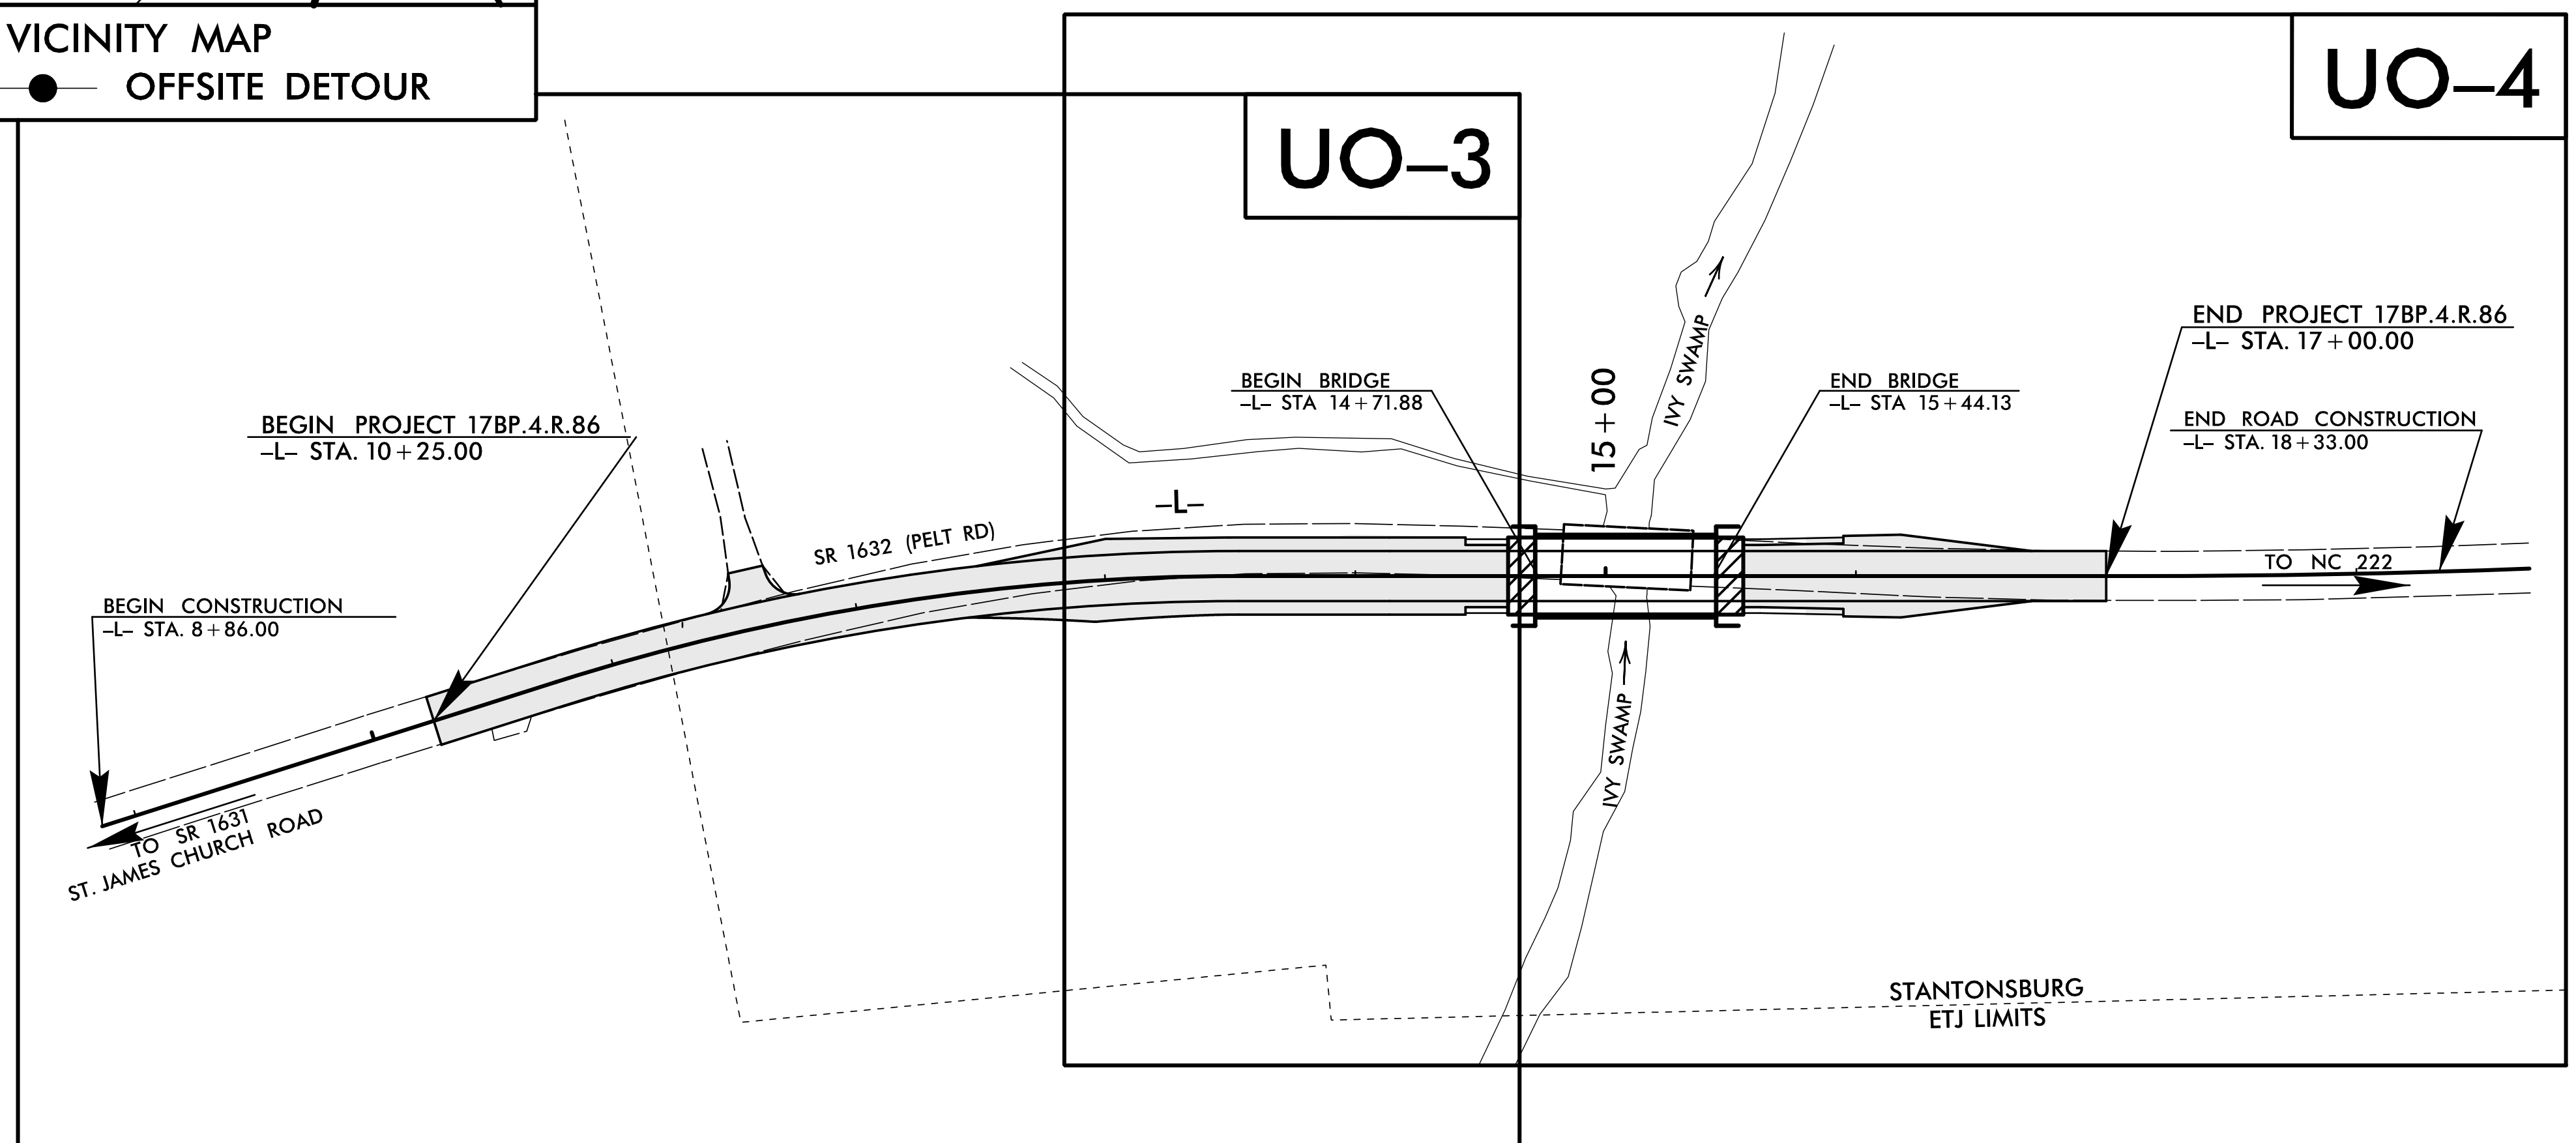 VICINITY MAP
OFFSITE DETOUR
UO–3
UO–4
BEGIN PROJECT 17BP.4.R.86
–L– STA. 10+25.00
BEGIN CONSTRUCTION
–L– STA. 8+86.00
TO SR 1631
ST. JAMES CHURCH ROAD
SR 1632 (PELT RD)
–L–
BEGIN BRIDGE
–L– STA 14+71.88
15+00
IVY SWAMP
IVY SWAMP
END BRIDGE
–L– STA 15+44.13
END PROJECT 17BP.4.R.86
–L– STA. 17+00.00
END ROAD CONSTRUCTION
–L– STA. 18+33.00
TO NC 222
STANTONSBURG
ETJ LIMITS